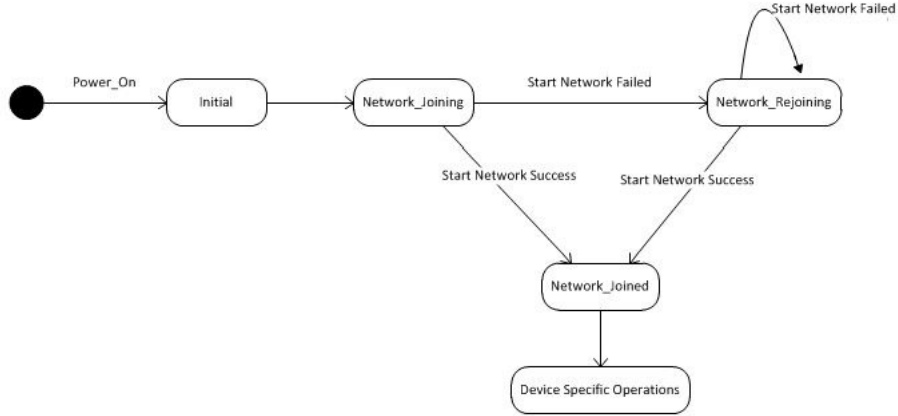 Start Network Failed
Power_On
Start Network Failed
Initial
Network_Joining
Network_Rejoining
Start Network Success
Start Network Success
Network_Joined
Device Specific Operations